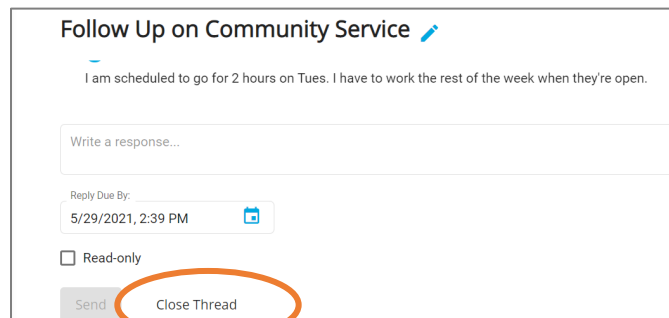 Follow Up on Community Service
I am scheduled to go for 2 hours on Tues. I have to work the rest of the week when they're open.
Write a response...
Reply Due By:
5/29/2021, 2:39 PM
Read-only
Send Close Thread